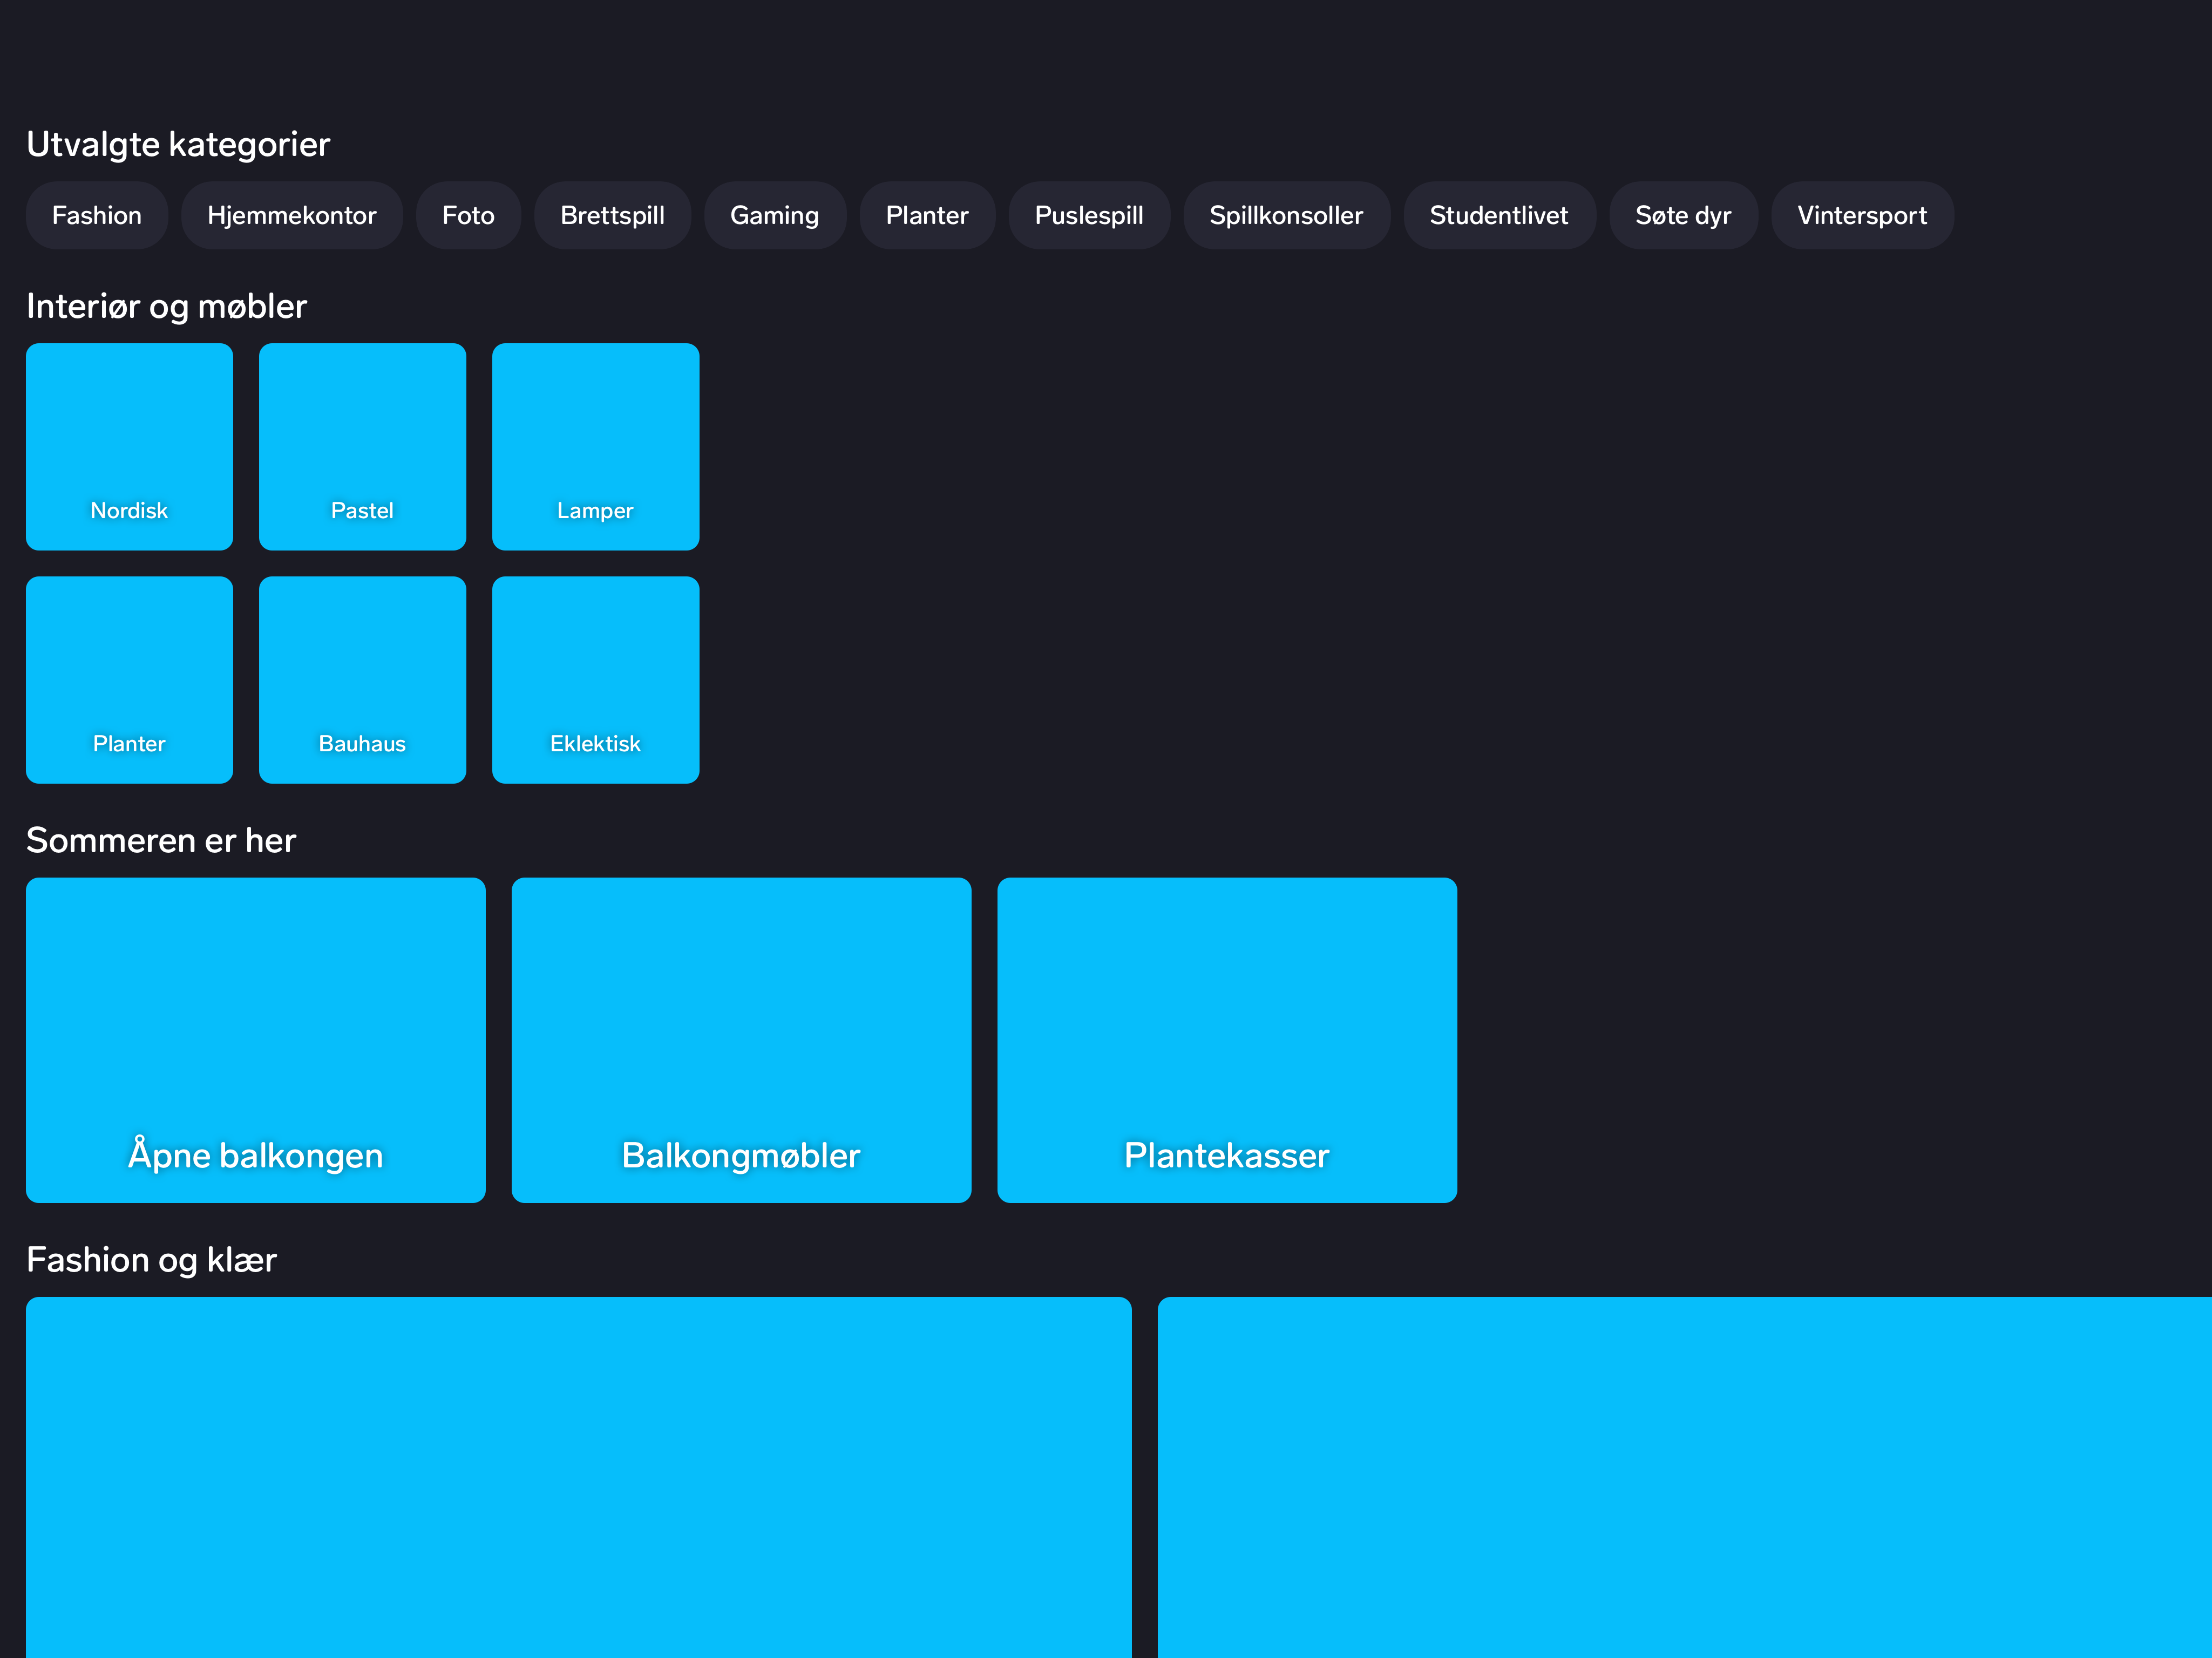 Utvalgte kategorier
Fashion Hjemmekontor Foto Brettspill Gaming Planter Puslespill Spillkonsoller Studentlivet Søte dyr Vintersport
Interiør og møbler
Nordisk Pastel Lamper
Planter Bauhaus Eklektisk
Sommeren er her
Åpne balkongen Balkongmøbler Plantekasser
Fashion og klær